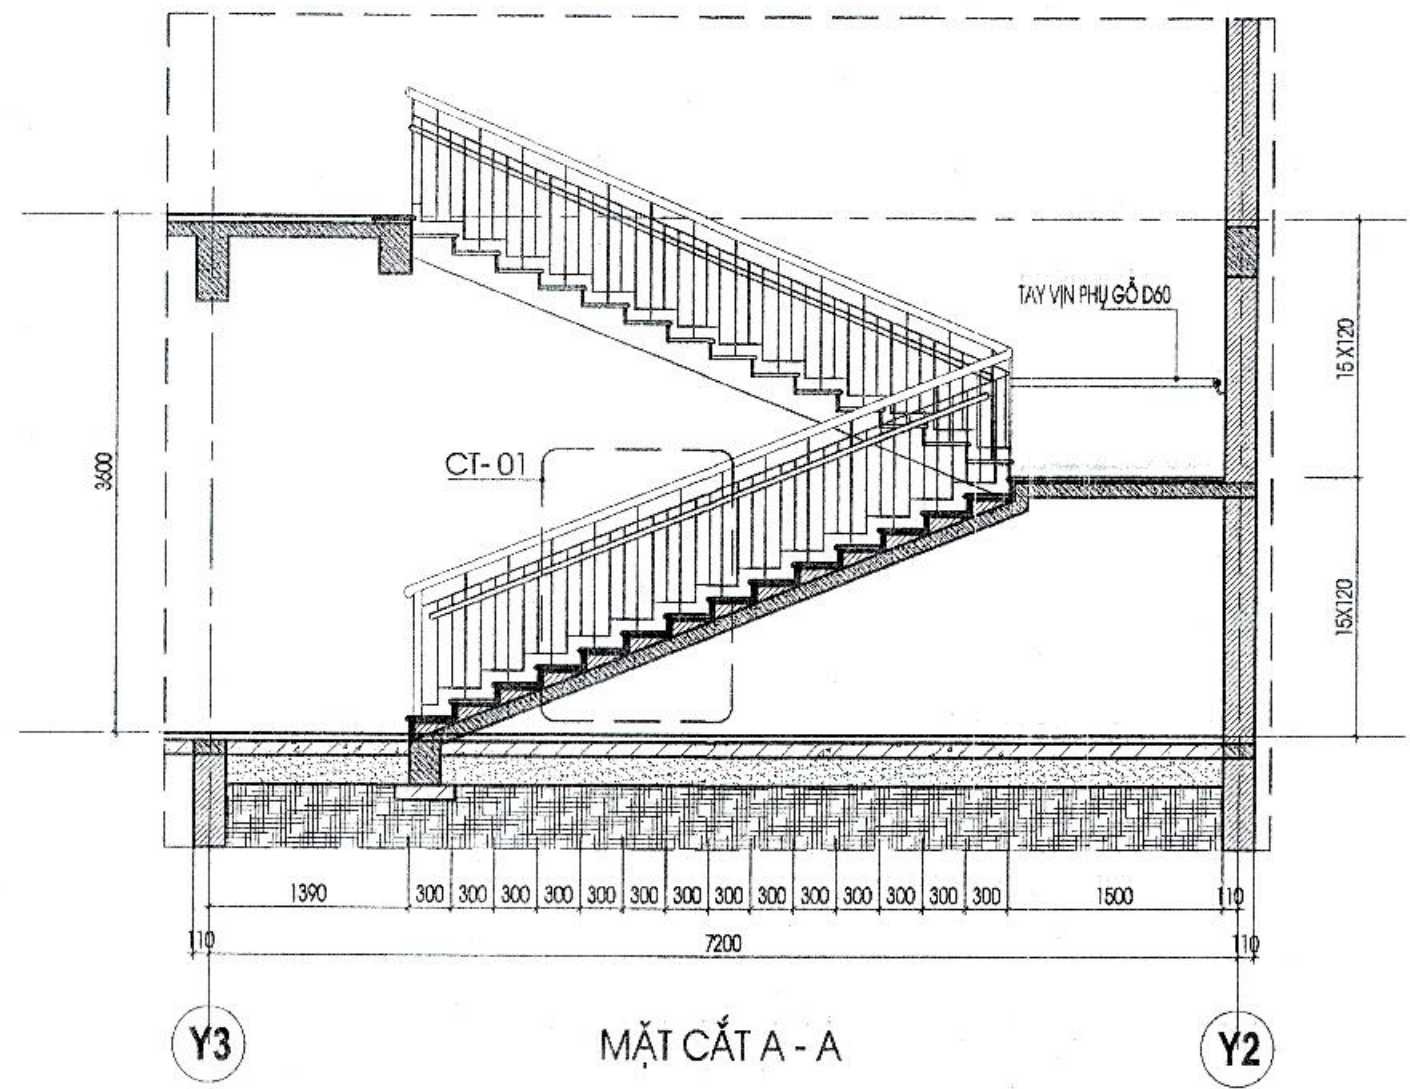 TAY VỊN PHỤ GỖ D60
15X120
CT- 01
3600
15X120
1390 300 300 300 300 300 300 300 300 300 300 300 300 300 300 1500 110
110 7200 110
Y3 MẶT CẮT A - A Y2